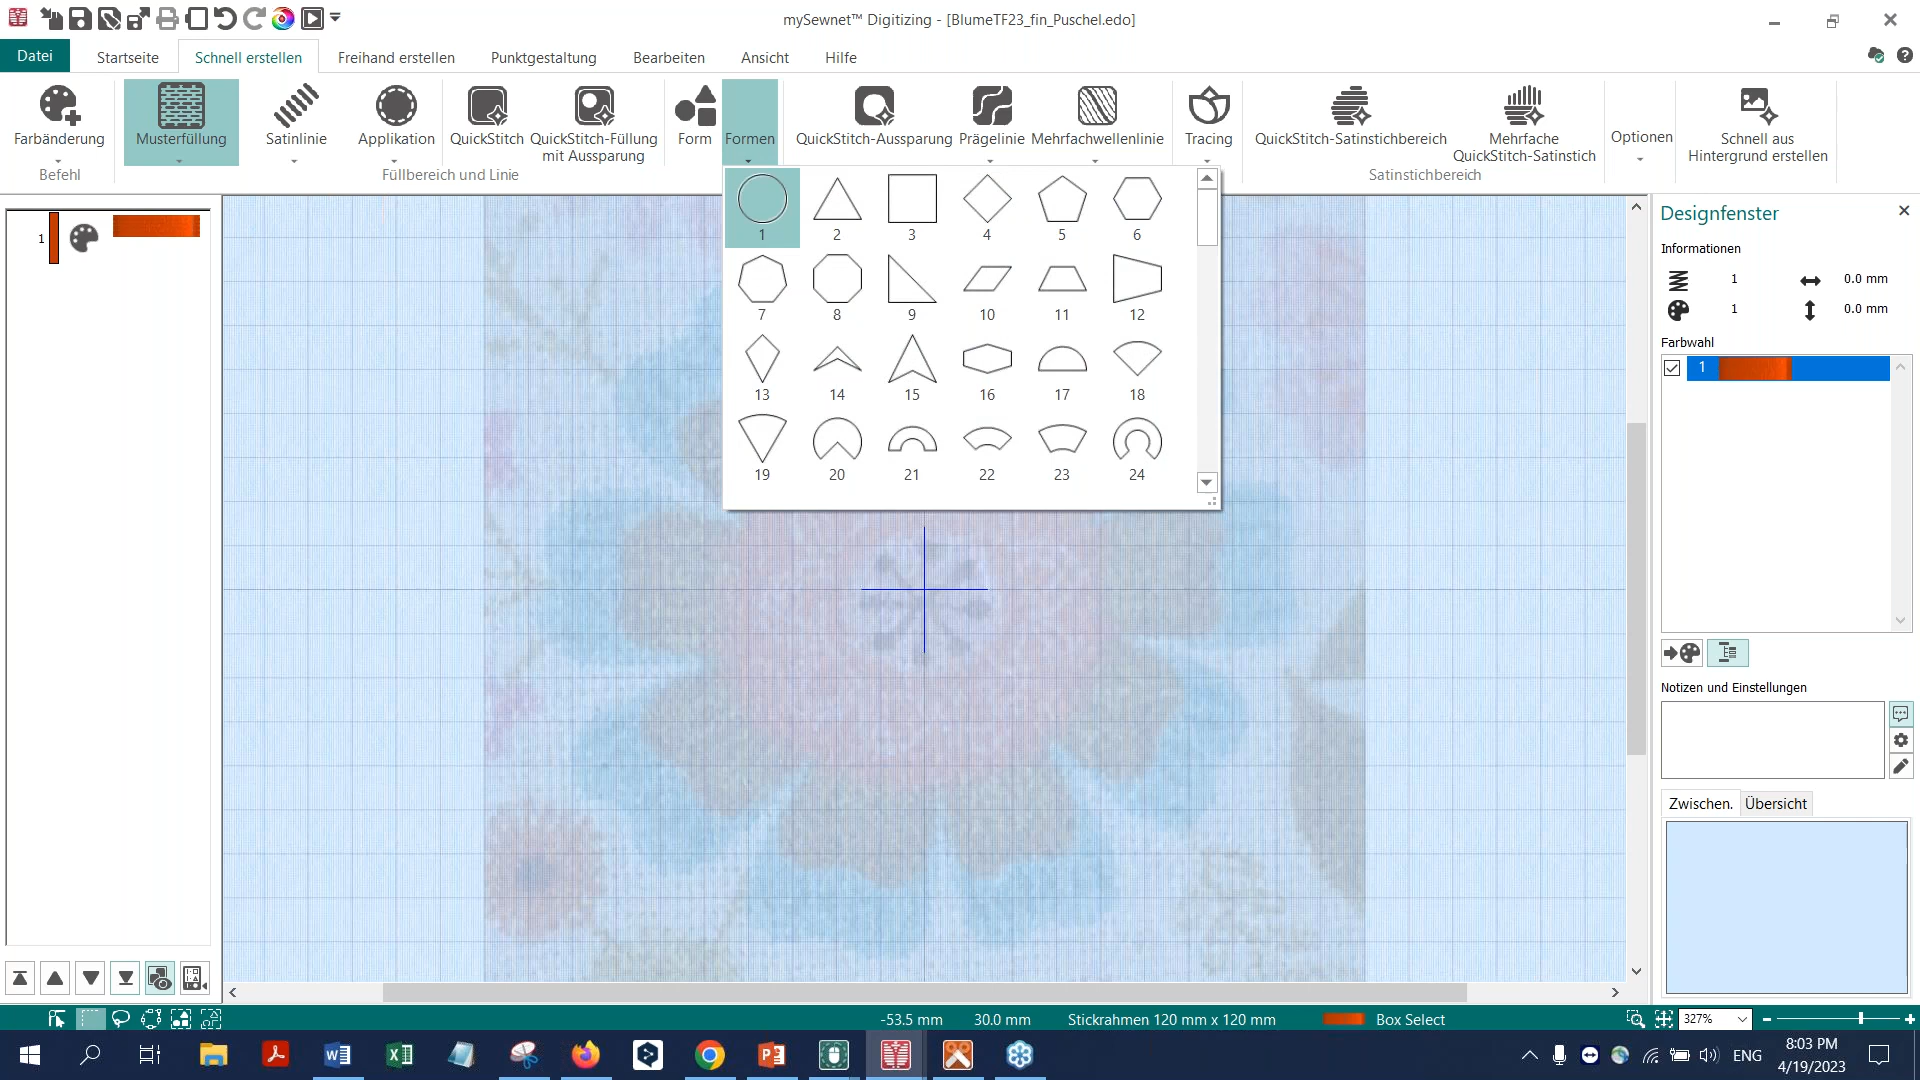 mySewnet™ Digitizing - [BlumeTF23_fin_Puschel.edo]
Datei Startseite Schnell erstellen Freihand erstellen Punktgestaltung Bearbeiten Ansicht Hilfe
Farbänderung Musterfüllung Satinlinie Applikation QuickStitch QuickStitch-Füllung mit Aussparung Form Formen QuickStitch-Aussparung Prägelinie Mehrfachwellenlinie Tracing QuickStitch-Satinstichbereich Mehrfache QuickStitch-Satinstich Optionen Schnell aus Hintergrund erstellen
Befehl Füllbereich und Linie Satinstichbereich
1
1 2 3 4 5 6
7 8 9 10 11 12
13 14 15 16 17 18
19 20 21 22 23 24
Designfenster
Informationen
1 0.0 mm
1 0.0 mm
Farbwahl
1
Notizen und Einstellungen
Zwischen. Übersicht
-53.5 mm 30.0 mm Stickrahmen 120 mm x 120 mm Box Select 327%
ENG
8:03 PM
4/19/2023